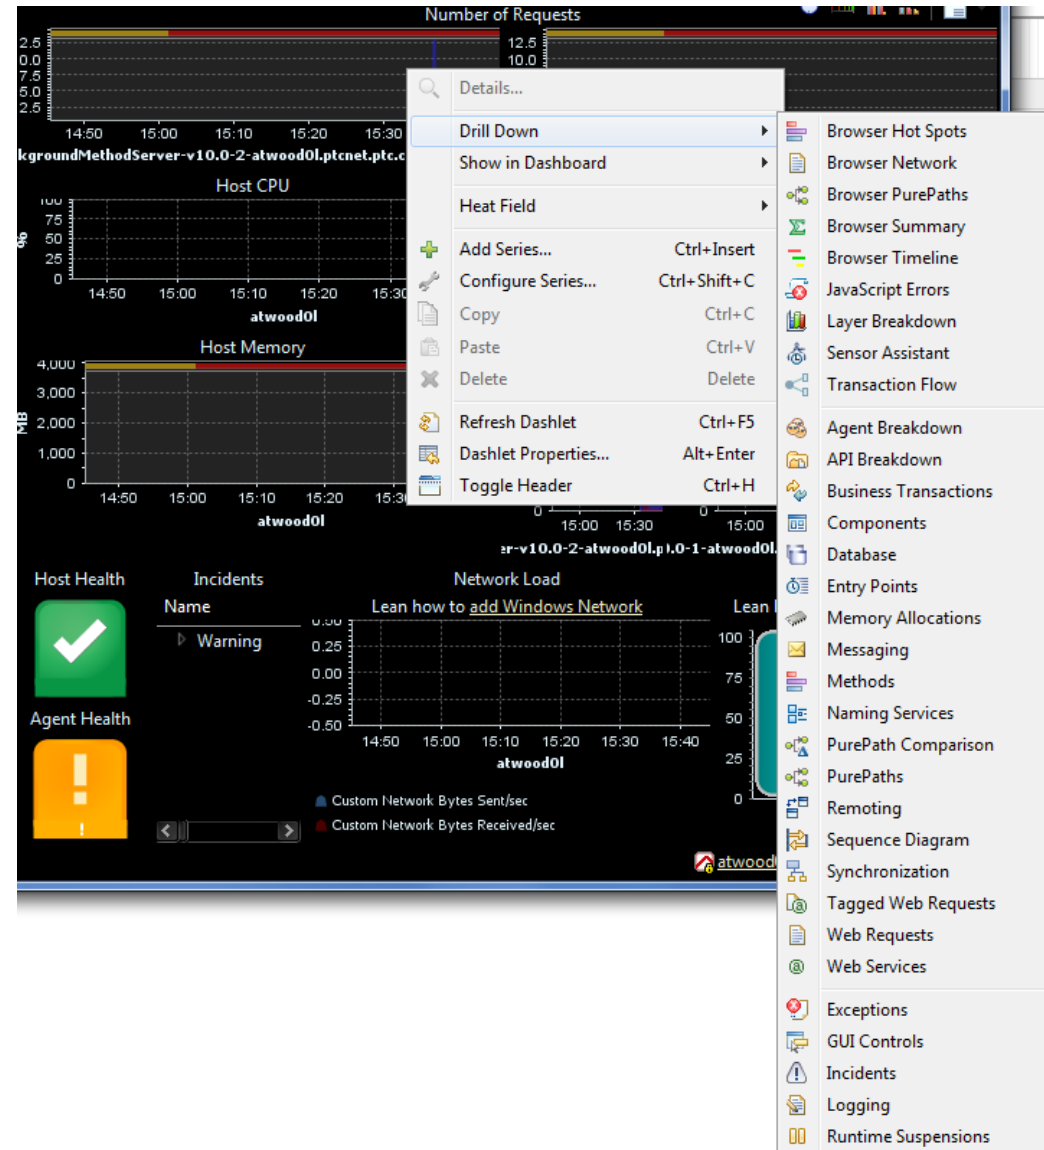 Number of Requests
2.5
0.0
7.5
5.0
2.5
12.5
10.0
14:50 15:00 15:10 15:20 15:30
kgroundMethodServer-v10.0-2-atwood0l.ptcnet.ptc.c
Host CPU
100
75
50
25
0
%
14:50 15:00 15:10 15:20 15:30
atwood0l
Host Memory
4,000
3,000
2,000
1,000
0
MB
14:50 15:00 15:10 15:20 15:30
atwood0l
Details...
Drill Down
Show in Dashboard
Heat Field
Add Series... Ctrl+Insert
Configure Series... Ctrl+Shift+C
Copy Ctrl+C
Paste Ctrl+V
Delete Delete
Refresh Dashlet Ctrl+F5
Dashlet Properties... Alt+Enter
Toggle Header Ctrl+H
0 0
15:00 15:30 15:00
er-v10.0-2-atwood0l.p).0-1-atwood0l.
Browser Hot Spots
Browser Network
Browser PurePaths
Browser Summary
Browser Timeline
JavaScript Errors
Layer Breakdown
Sensor Assistant
Transaction Flow
Agent Breakdown
API Breakdown
Business Transactions
Components
Database
Entry Points
Memory Allocations
Messaging
Methods
Naming Services
PurePath Comparison
PurePaths
Remoting
Sequence Diagram
Synchronization
Tagged Web Requests
Web Requests
Web Services
Exceptions
GUI Controls
Incidents
Logging
Runtime Suspensions
Host Health
Agent Health
Incidents
Name
Warning
Network Load
Lean how to add Windows Network
0.50
0.25
0.00
-0.25
-0.50
14:50 15:00 15:10 15:20 15:30 15:40
atwood0l
Custom Network Bytes Sent/sec
Custom Network Bytes Received/sec
Lean
100
75
50
25
0
atwood